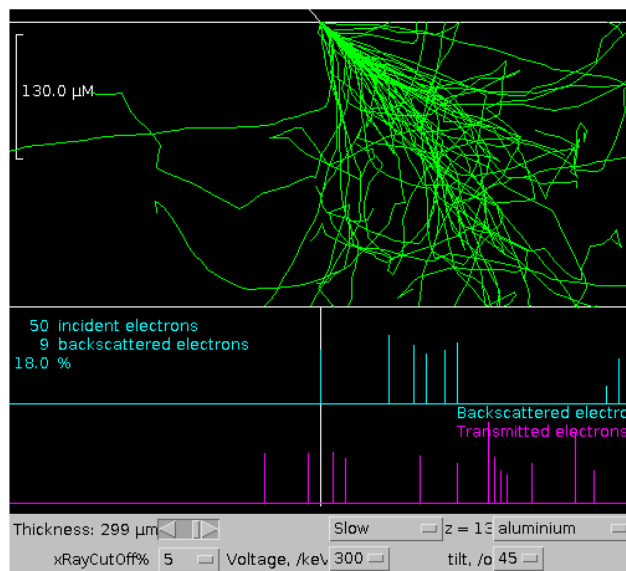 130.0 µM
50 incident electrons
9 backscattered electrons
18.0 %
Backscattered electro
Transmitted electrons
Thickness: 299 µm Slow z = 13 aluminium
xRayCutOff% 5 Voltage, /keV 300 tilt, /o 45